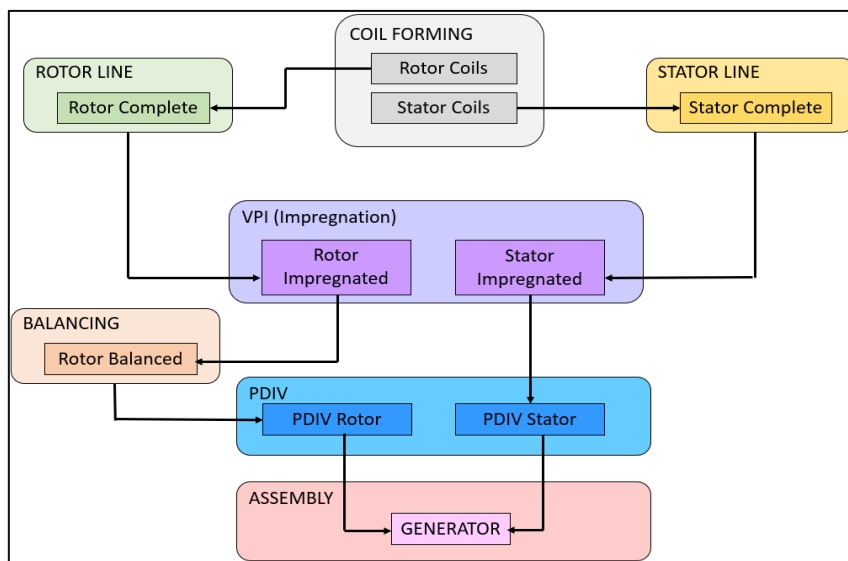 COIL FORMING
Rotor Coils
Stator Coils
ROTOR LINE
Rotor Complete
STATOR LINE
Stator Complete
VPI (Impregnation)
Rotor
Impregnated
Stator
Impregnated
BALANCING
Rotor Balanced
PDIV
PDIV Rotor
PDIV Stator
ASSEMBLY
GENERATOR